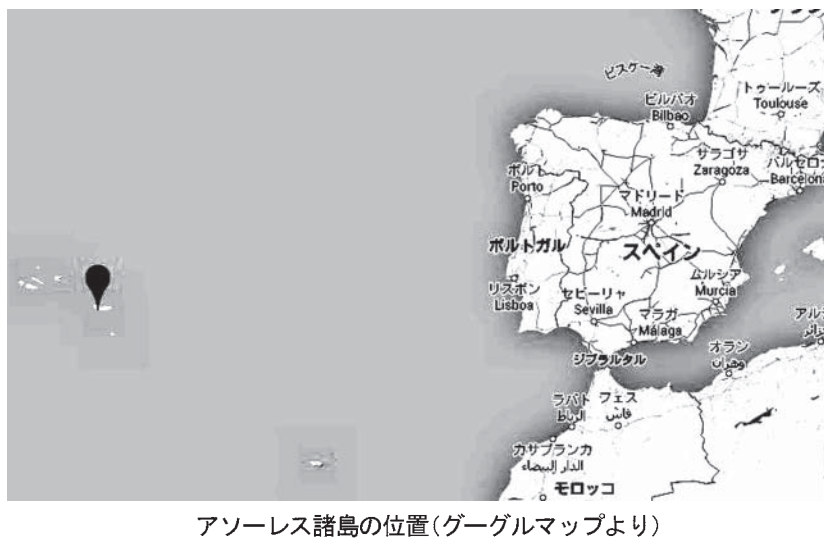 ビスケー湾
トゥールーズ
Toulouse
ビルバオ
Bilbao
サラゴサ
Zaragoza
バルセロナ
Barcelona
ポルト
Porto
マドリード
Madrid
ポルトガル
スペイン
リスボン
Lisboa
セビーリャ
Sevilla
ムルシア
Murcia
マラガ
Málaga
ジブラルタル
オラン
وهران
ラバト
الرباط
フェス
فاس
カサブランカ
الدار البيضاء
モロッコ
アソーレス諸島の位置(グーグルマップより)